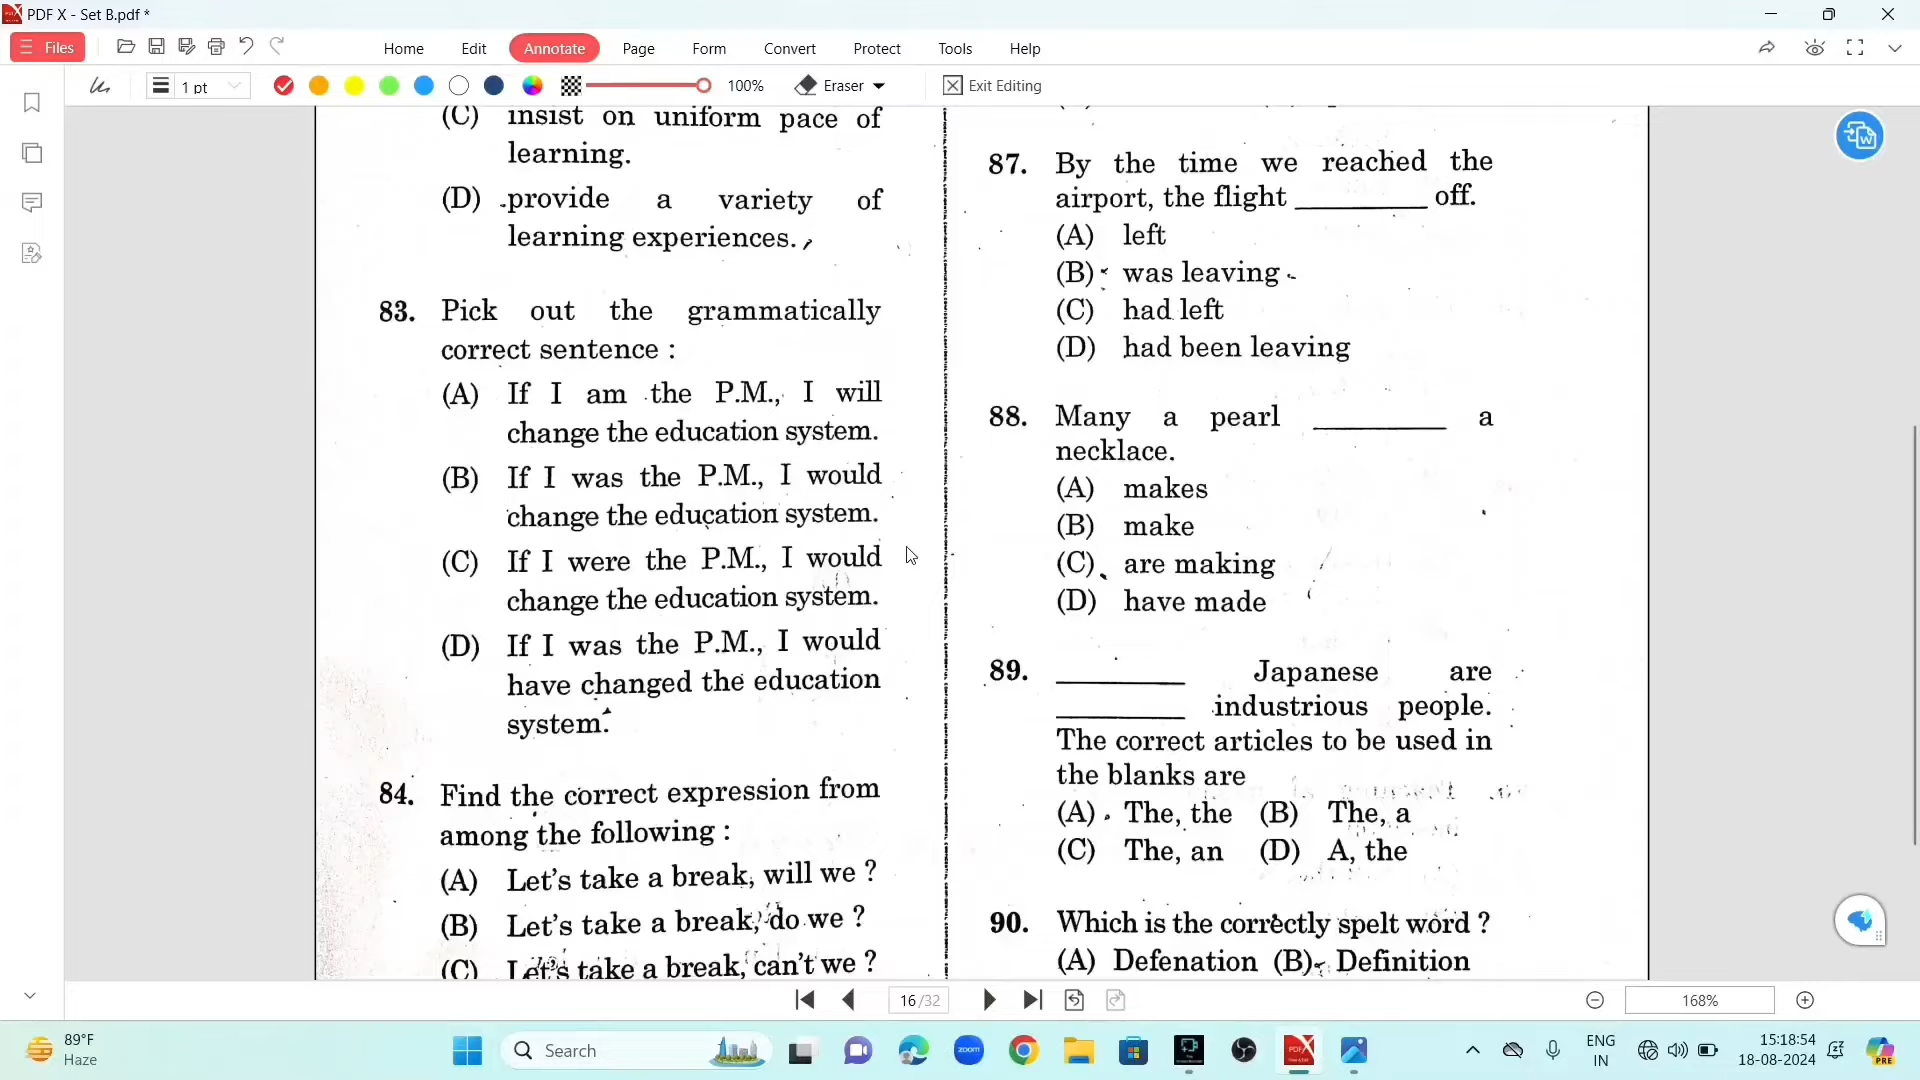 PDF X - Set B.pdf *
Files
Home Edit Annotate Page Form Convert Protect Tools Help
1 pt
100%
Eraser
Exit Editing
(C) insist on uniform pace of
learning.
(D) provide a variety of
learning experiences.
83. Pick out the grammatically
correct sentence :
(A) If I am the P.M., I will
change the education system.
(B) If I was the P.M., I would
change the education system.
(C) If I were the P.M., I would
change the education system.
(D) If I was the P.M., I would
have changed the education
system.
84. Find the correct expression from
among the following :
(A) Let's take a break, will we ?
(B) Let's take a break, do we ?
(C) Let's take a break, can't we ?
87. By the time we reached the
airport, the flight __________ off.
(A) left
(B) was leaving
(C) had left
(D) had been leaving
88. Many a pearl __________ a
necklace.
(A) makes
(B) make
(C) are making
(D) have made
89. __________ Japanese are
__________ industrious people.
The correct articles to be used in
the blanks are
(A) The, the (B) The, a
(C) The, an (D) A, the
90. Which is the correctly spelt word ?
(A) Defenation (B) Definition
16 /32
168%
89°F
Haze
Search
zoom
PDF X
ENG
IN
15:18:54
18-08-2024
PRE